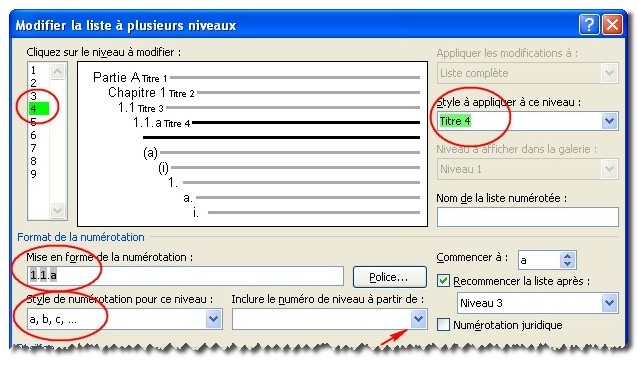 Modifier la liste à plusieurs niveaux
Cliquez sur le niveau à modifier :
1
2
3
4
5
6
7
8
9
Partie A Titre 1
Chapitre 1 Titre 2
1.1 Titre 3
1.1.a Titre 4
(a)
(i)
1.
a.
i.
Appliquer les modifications à :
Liste complète
Style à appliquer à ce niveau :
Titre 4
Niveau à afficher dans la galerie :
Niveau 1
Nom de la liste numérotée :
Format de la numérotation
Mise en forme de la numérotation :
1.1.a
Police...
Style de numérotation pour ce niveau :
a, b, c, ...
Inclure le numéro de niveau à partir de :
Commencer à :
a
Recommencer la liste après :
Niveau 3
Numérotation juridique